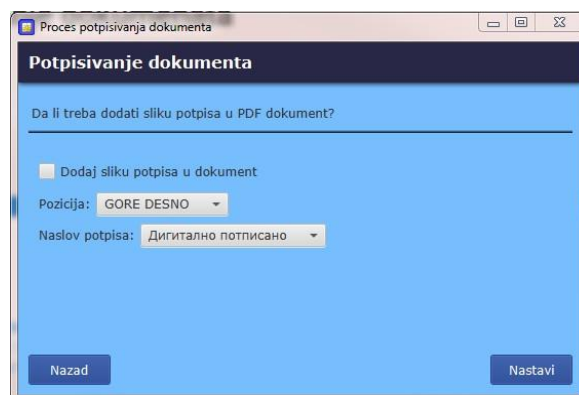 Proces potpisivanja dokumenta
Potpisivanje dokumenta
Da li treba dodati sliku potpisa u PDF dokument?
Dodaj sliku potpisa u dokument
Pozicija: GORE DESNO
Naslov potpisa: Дигитално потписано
Nazad Nastavi